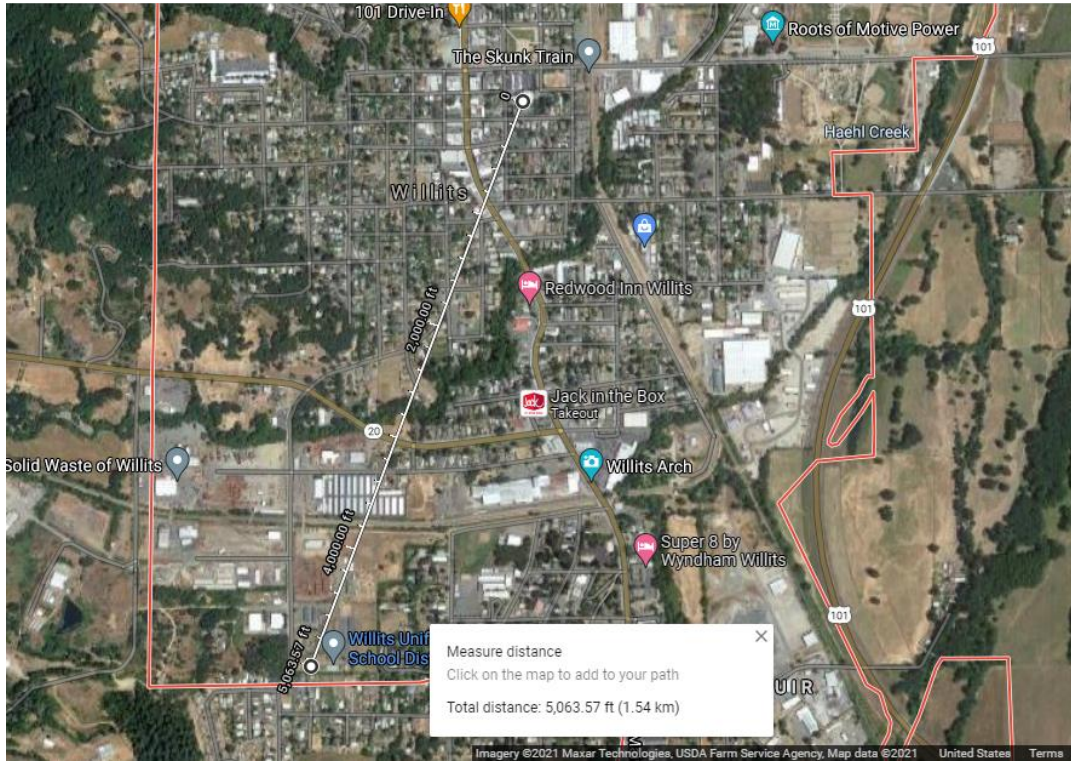 101 Drive-In
Roots of Motive Power
101
The Skunk Train
0
Haehl Creek
Willits
Redwood Inn Willits
101
2,000.00 ft
Jack in the Box
Takeout
20
Solid Waste of Willits
Willits Arch
4,000.00 ft
Super 8 by
Wyndham Willits
101
Willits Unif
School Dis
5,063.57 ft
Measure distance
Click on the map to add to your path
Total distance: 5,063.57 ft (1.54 km)
UIR
M
Imagery ©2021 Maxar Technologies, USDA Farm Service Agency, Map data ©2021 United States Terms